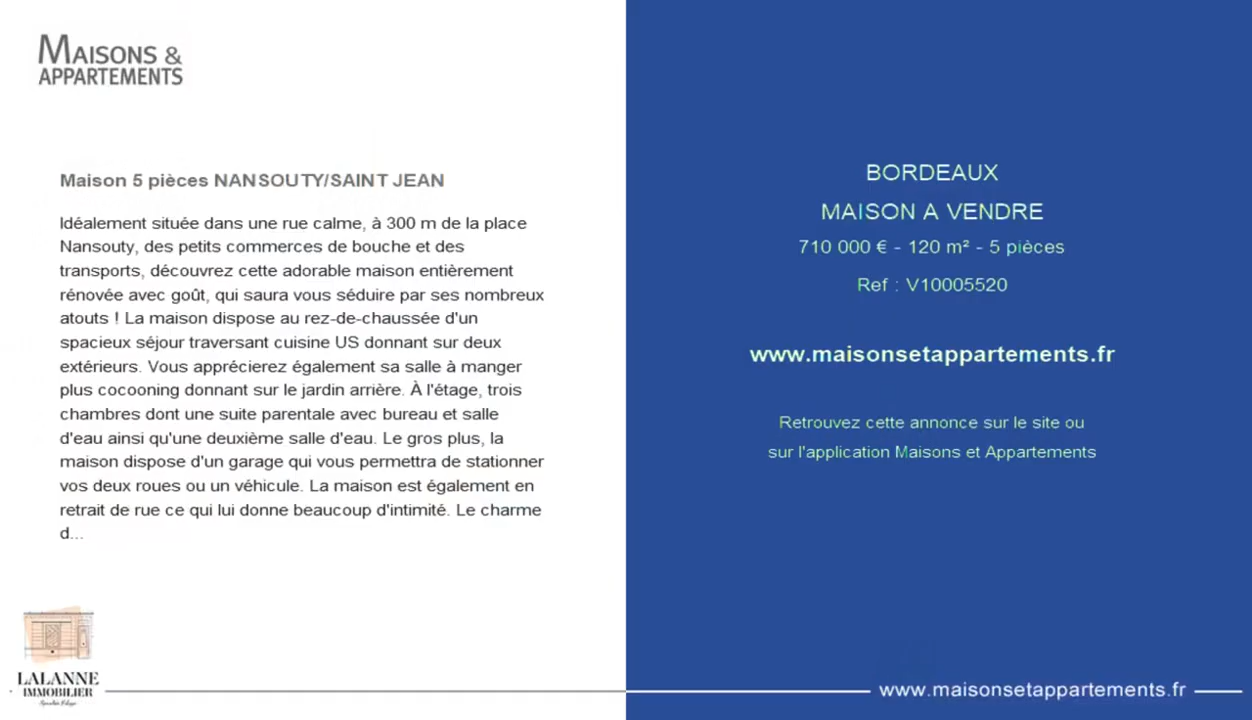 MAISONS &
APPARTEMENTS
Maison 5 pièces NANSOUTY/SAINT JEAN
Idéalement située dans une rue calme, à 300 m de la place
Nansouty, des petits commerces de bouche et des
transports, découvrez cette adorable maison entièrement
rénovée avec goût, qui saura vous séduire par ses nombreux
atouts ! La maison dispose au rez-de-chaussée d'un
spacieux séjour traversant cuisine US donnant sur deux
extérieurs. Vous apprécierez également sa salle à manger
plus cocooning donnant sur le jardin arrière. À l'étage, trois
chambres dont une suite parentale avec bureau et salle
d'eau ainsi qu'une deuxième salle d'eau. Le gros plus, la
maison dispose d'un garage qui vous permettra de stationner
vos deux roues ou un véhicule. La maison est également en
retrait de rue ce qui lui donne beaucoup d'intimité. Le charme
d...
LALANNE
IMMOBILIER
BORDEAUX
MAISON A VENDRE
710 000 € - 120 m² - 5 pièces
Ref : V10005520
www.maisonsetappartements.fr
Retrouvez cette annonce sur le site ou
sur l'application Maisons et Appartements
www.maisonsetappartements.fr